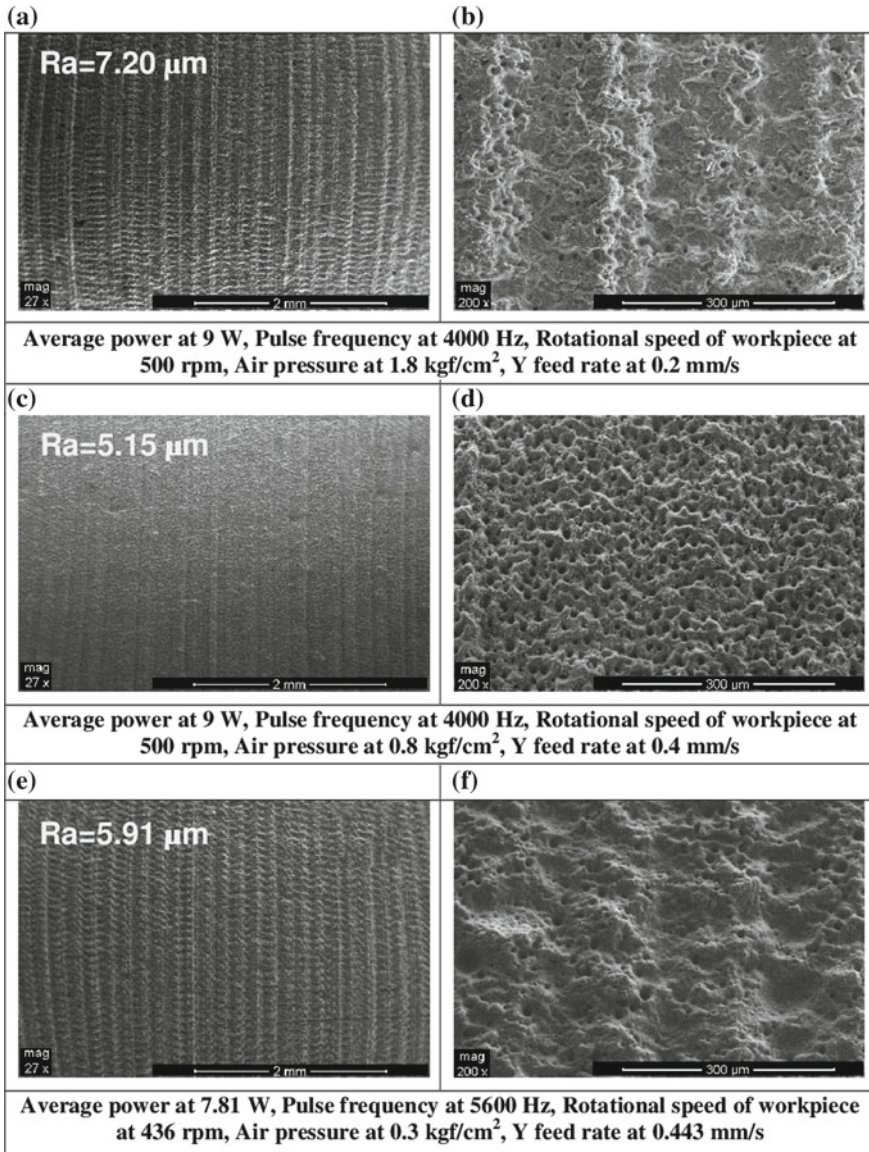 (a) (b)
Ra=7.20 μm
mag
27 x
2 mm
mag
200 x
300 μm
Average power at 9 W, Pulse frequency at 4000 Hz, Rotational speed of workpiece at
500 rpm, Air pressure at 1.8 kgf/cm², Y feed rate at 0.2 mm/s
(c) (d)
Ra=5.15 μm
mag
27 x
2 mm
mag
200 x
300 μm
Average power at 9 W, Pulse frequency at 4000 Hz, Rotational speed of workpiece at
500 rpm, Air pressure at 0.8 kgf/cm², Y feed rate at 0.4 mm/s
(e) (f)
Ra=5.91 μm
mag
27 x
2 mm
mag
200 x
300 μm
Average power at 7.81 W, Pulse frequency at 5600 Hz, Rotational speed of workpiece
at 436 rpm, Air pressure at 0.3 kgf/cm², Y feed rate at 0.443 mm/s